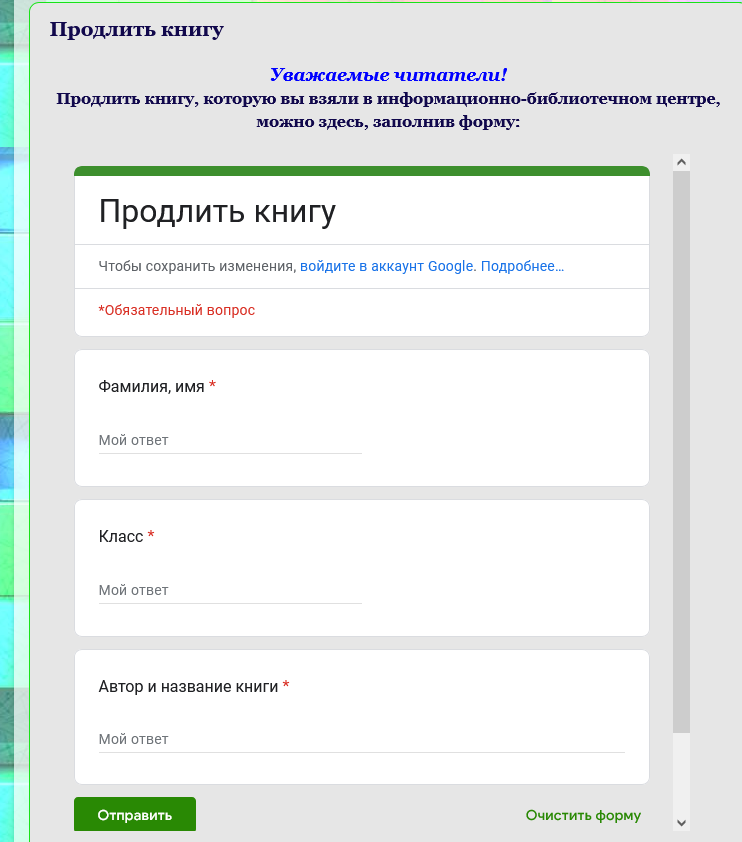 Продлить книгу
Уважаемые читатели!
Продлить книгу, которую вы взяли в информационно-библиотечном центре,
можно здесь, заполнив форму:
Продлить книгу
Чтобы сохранить изменения, войдите в аккаунт Google. Подробнее…
*Обязательный вопрос
Фамилия, имя *
Мой ответ
Класс *
Мой ответ
Автор и название книги *
Мой ответ
Отправить
Очистить форму